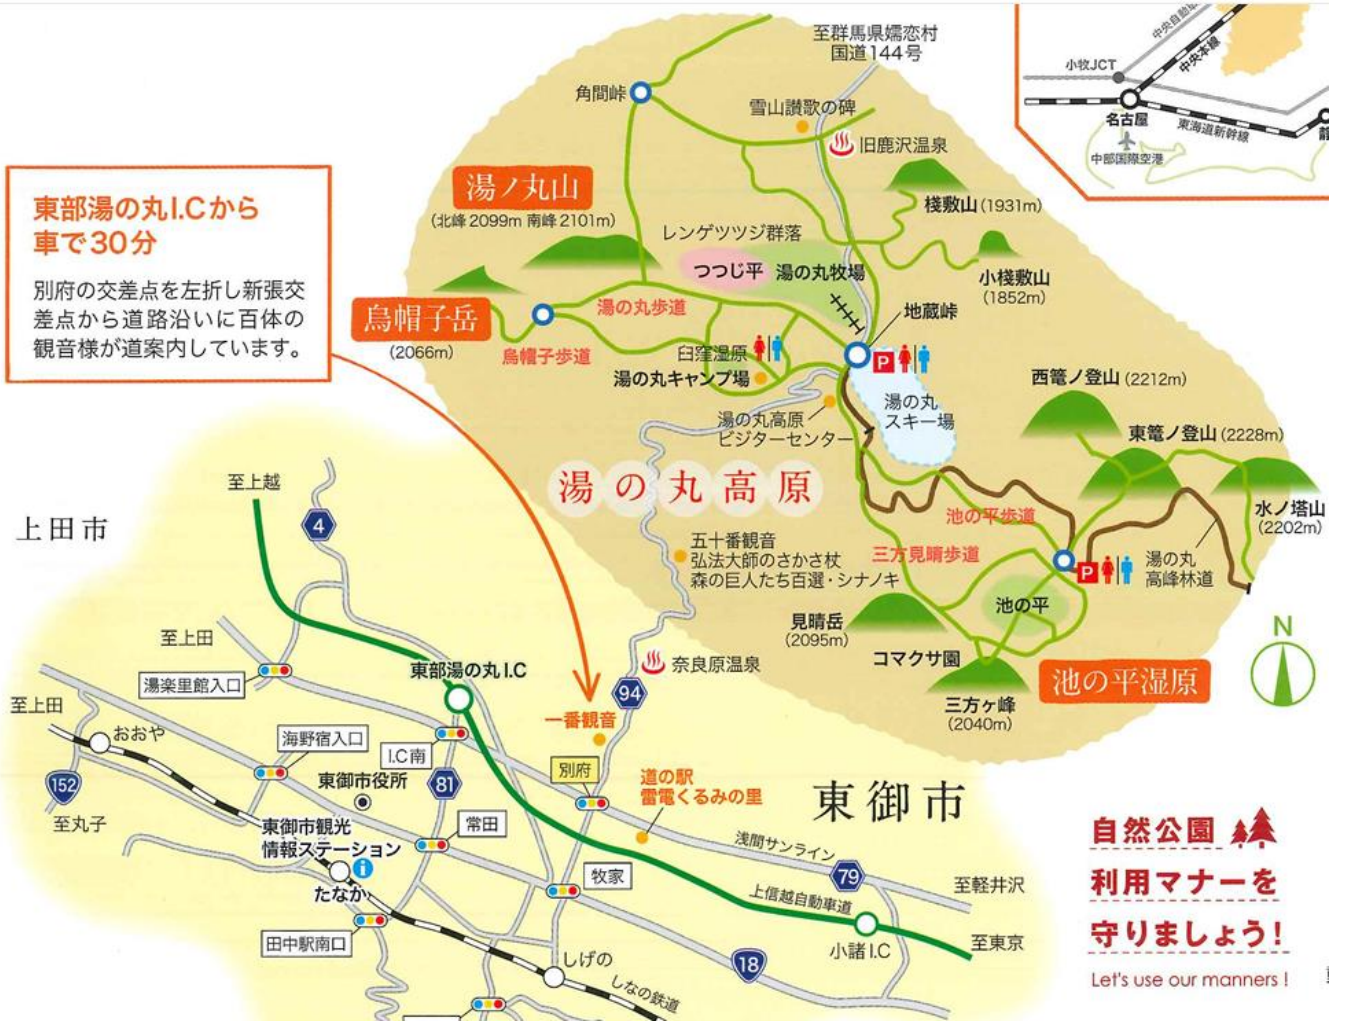 至群馬県嬬恋村
国道144号
中央自動車
中央本線
小牧JCT
名古屋
東海道新幹線
中部国際空港
角間峠
雪山讃歌の碑
旧鹿沢温泉
東部湯の丸I.Cから
車で30分
別府の交差点を左折し新張交
差点から道路沿いに百体の
観音様が道案内しています。
湯ノ丸山
(北峰2099m 南峰2101m)
桟敷山(1931m)
レンゲツツジ群落
つつじ平
湯の丸牧場
小桟敷山
(1852m)
烏帽子岳
(2066m)
湯の丸歩道
烏帽子歩道
地蔵峠
臼窪湿原
湯の丸キャンプ場
P
湯の丸
スキー場
湯の丸高原
ビジターセンター
西篭ノ登山(2212m)
東篭ノ登山(2228m)
水ノ塔山
(2202m)
湯の丸高原
池の平歩道
三方見晴歩道
五十番観音
弘法大師のさかさ杖
森の巨人たち百選・シナノキ
P
湯の丸
高峰林道
池の平
見晴岳
(2095m)
コマクサ園
三方ヶ峰
(2040m)
池の平湿原
N
奈良原温泉
94
一番観音
上田市
至上越
4
至上田
湯楽里館入口
東部湯の丸I.C
至上田
おおや
海野宿入口
I.C南
152
東御市役所
81
至丸子
東御市観光
情報ステーション
i
たなか
常田
田中駅南口
別府
道の駅
雷電くるみの里
東御市
牧家
浅間サンライン
79
至軽井沢
上信越自動車道
小諸I.C
至東京
しげの
しなの鉄道
18
自然公園
利用マナーを
守りましょう!
Let's use our manners !